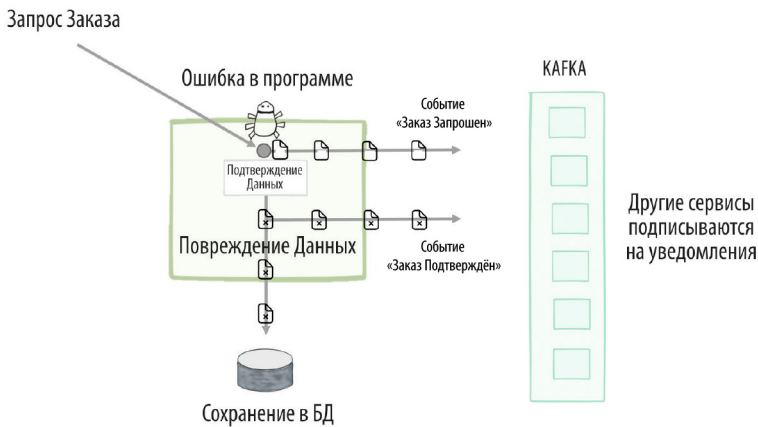 Запрос Заказа
Ошибка в программе
KAFKA
Событие
«Заказ Запрошен»
Подтверждение
Данных
Другие сервисы
подписываются
на уведомления
Повреждение Данных
Событие
«Заказ Подтверждён»
Сохранение в БД